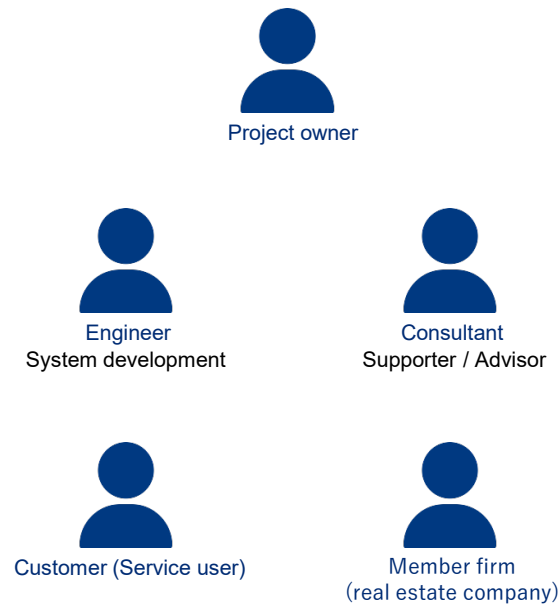 Project owner
Engineer
System development
Consultant
Supporter / Advisor
Customer (Service user)
Member firm
(real estate company)